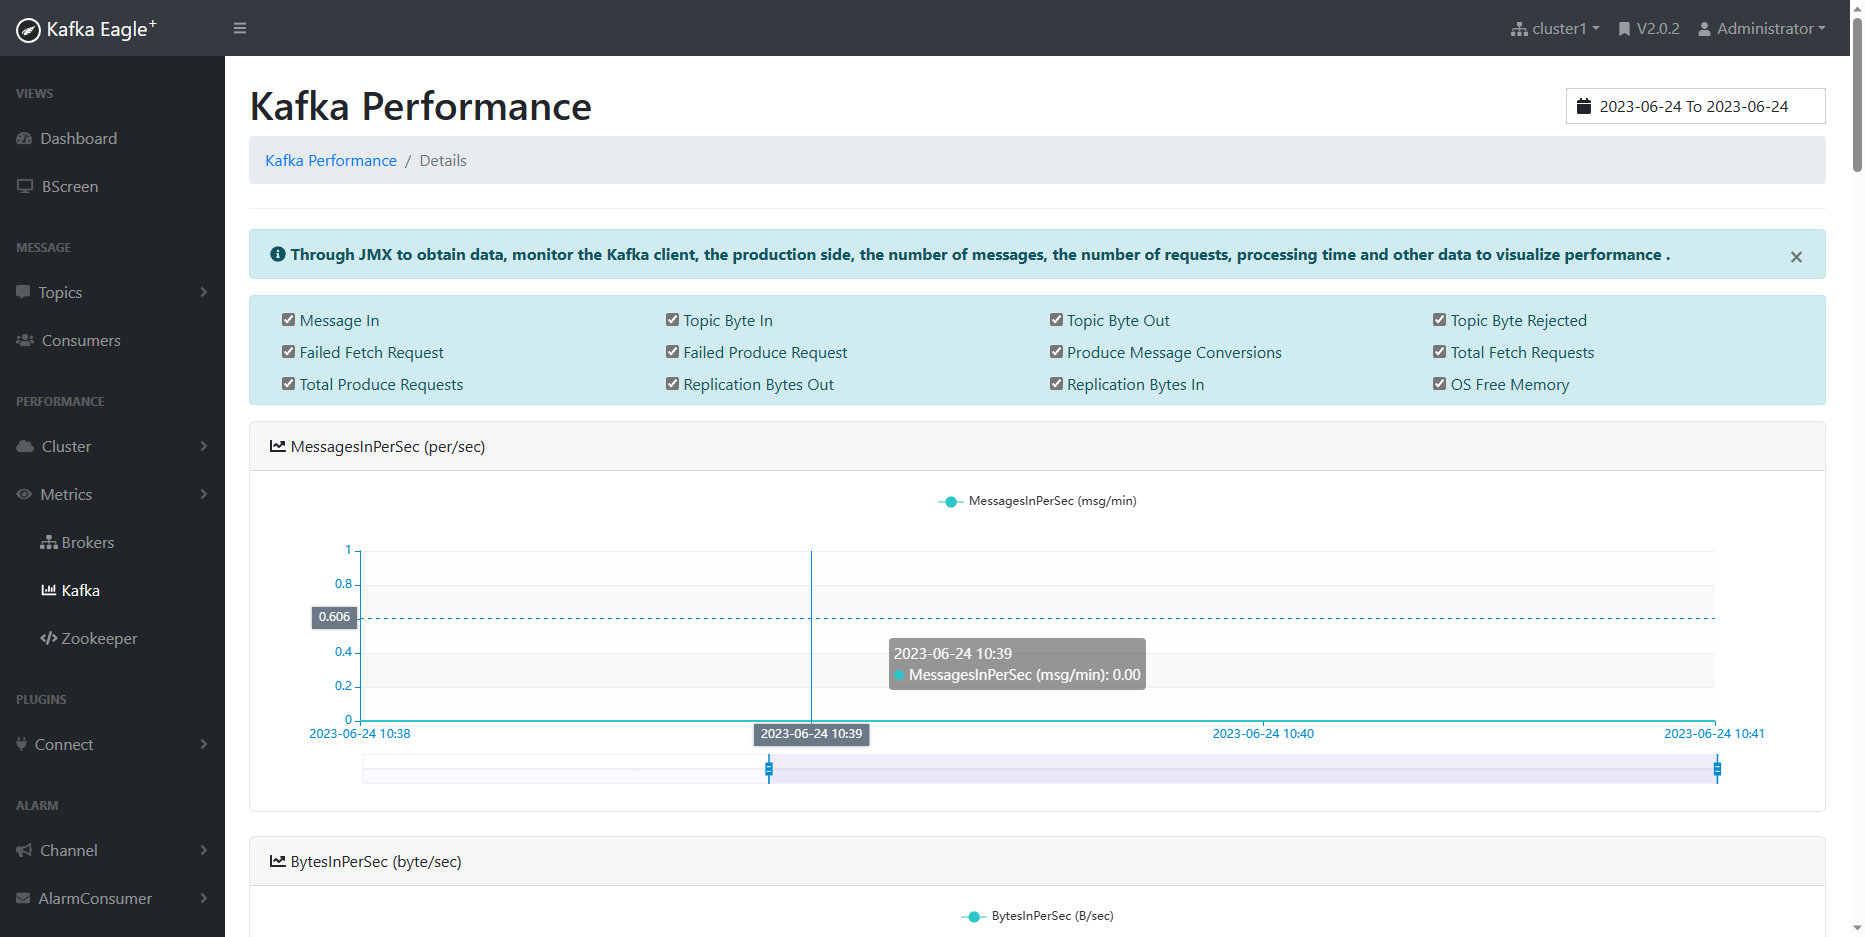 Kafka Eagle+
cluster1
V2.0.2
Administrator
VIEWS
Dashboard
BScreen
MESSAGE
Topics
Consumers
PERFORMANCE
Cluster
Metrics
Brokers
Kafka
Zookeeper
PLUGINS
Connect
ALARM
Channel
AlarmConsumer
Kafka Performance
2023-06-24 To 2023-06-24
Kafka Performance / Details
Through JMX to obtain data, monitor the Kafka client, the production side, the number of messages, the number of requests, processing time and other data to visualize performance .
×
Message In
Topic Byte In
Topic Byte Out
Topic Byte Rejected
Failed Fetch Request
Failed Produce Request
Produce Message Conversions
Total Fetch Requests
Total Produce Requests
Replication Bytes Out
Replication Bytes In
OS Free Memory
MessagesInPerSec (per/sec)
MessagesInPerSec (msg/min)
1
0.8
0.606
0.4
0.2
0
2023-06-24 10:39
MessagesInPerSec (msg/min): 0.00
2023-06-24 10:38
2023-06-24 10:39
2023-06-24 10:40
2023-06-24 10:41
BytesInPerSec (byte/sec)
BytesInPerSec (B/sec)